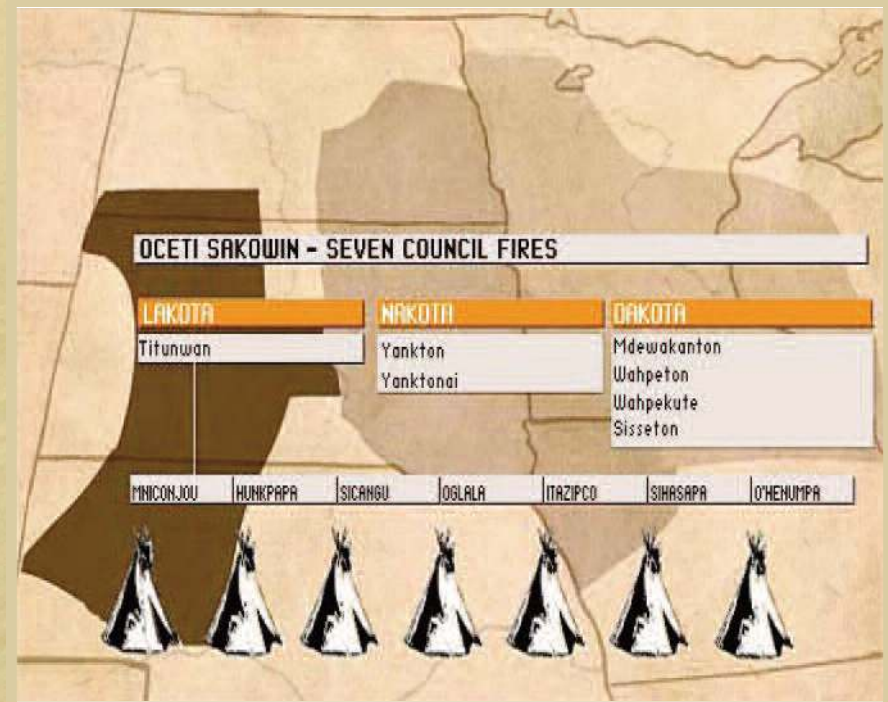 OCETI SAKOWIN - SEVEN COUNCIL FIRES
LAKOTA
Titunwan
NAKOTA
Yankton
Yanktonai
DAKOTA
Mdewakanton
Wahpeton
Wahpekute
Sisseton
MNICONJOU HUNKPAPA SICANGU OGLALA ITAZIPCO SIHASAPA O'HENUMPA